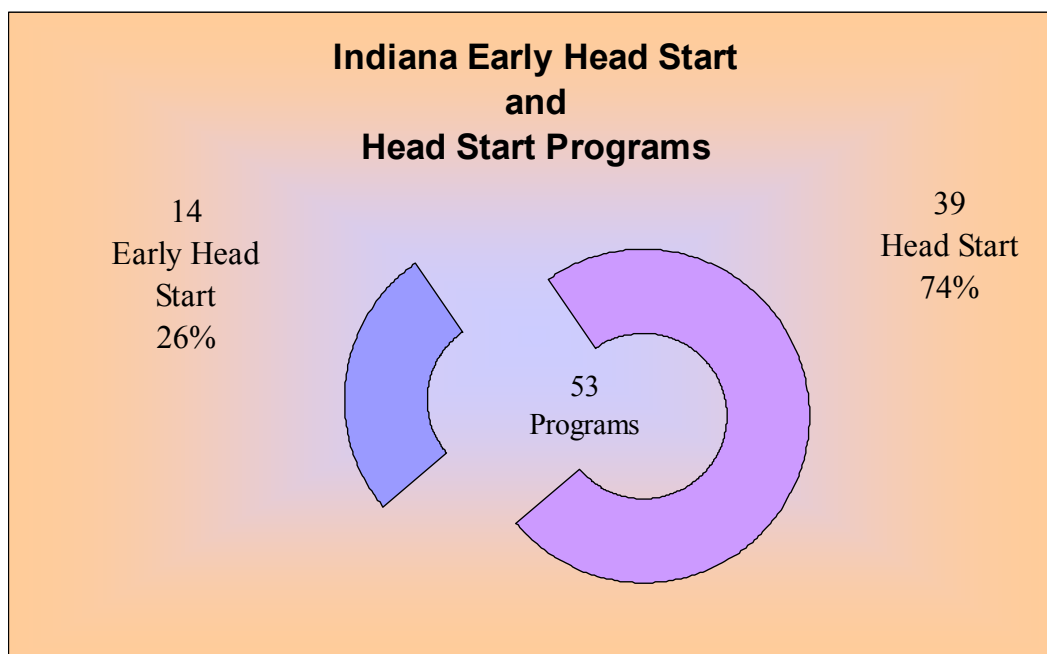 Indiana Early Head Start
and
Head Start Programs
14
Early Head
Start
26%
39
Head Start
74%
53
Programs